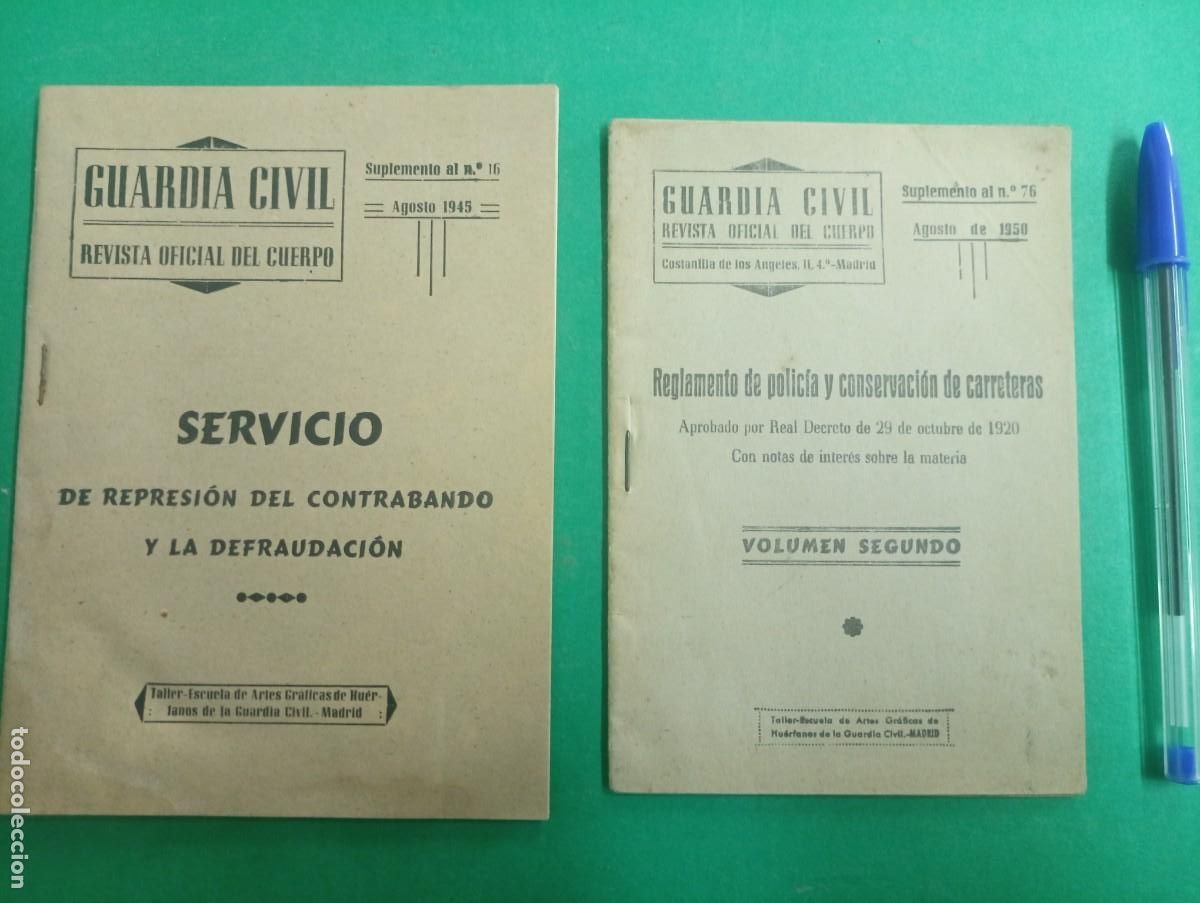 GUARDIA CIVIL
REVISTA OFICIAL DEL CUERPO
Suplemento al n.º 16
Agosto 1945
SERVICIO
DE REPRESIÓN DEL CONTRABANDO
Y LA DEFRAUDACIÓN
Taller-Escuela de Artes Gráficas de Huér-
: fanos de la Guardia Civil.-Madrid :
GUARDIA CIVIL
REVISTA OFICIAL DEL CUERPO
Costanilla de los Angeles, 11, 4.º-Madrid
Suplemento al n.º 76
Agosto de 1950
Reglamento de policía y conservación de carreteras
Aprobado por Real Decreto de 29 de octubre de 1920
Con notas de interés sobre la materia
VOLUMEN SEGUNDO
Taller-Escuela de Artes Gráficas de
Huérfanos de la Guardia Civil.-MADRID
todocoleccion